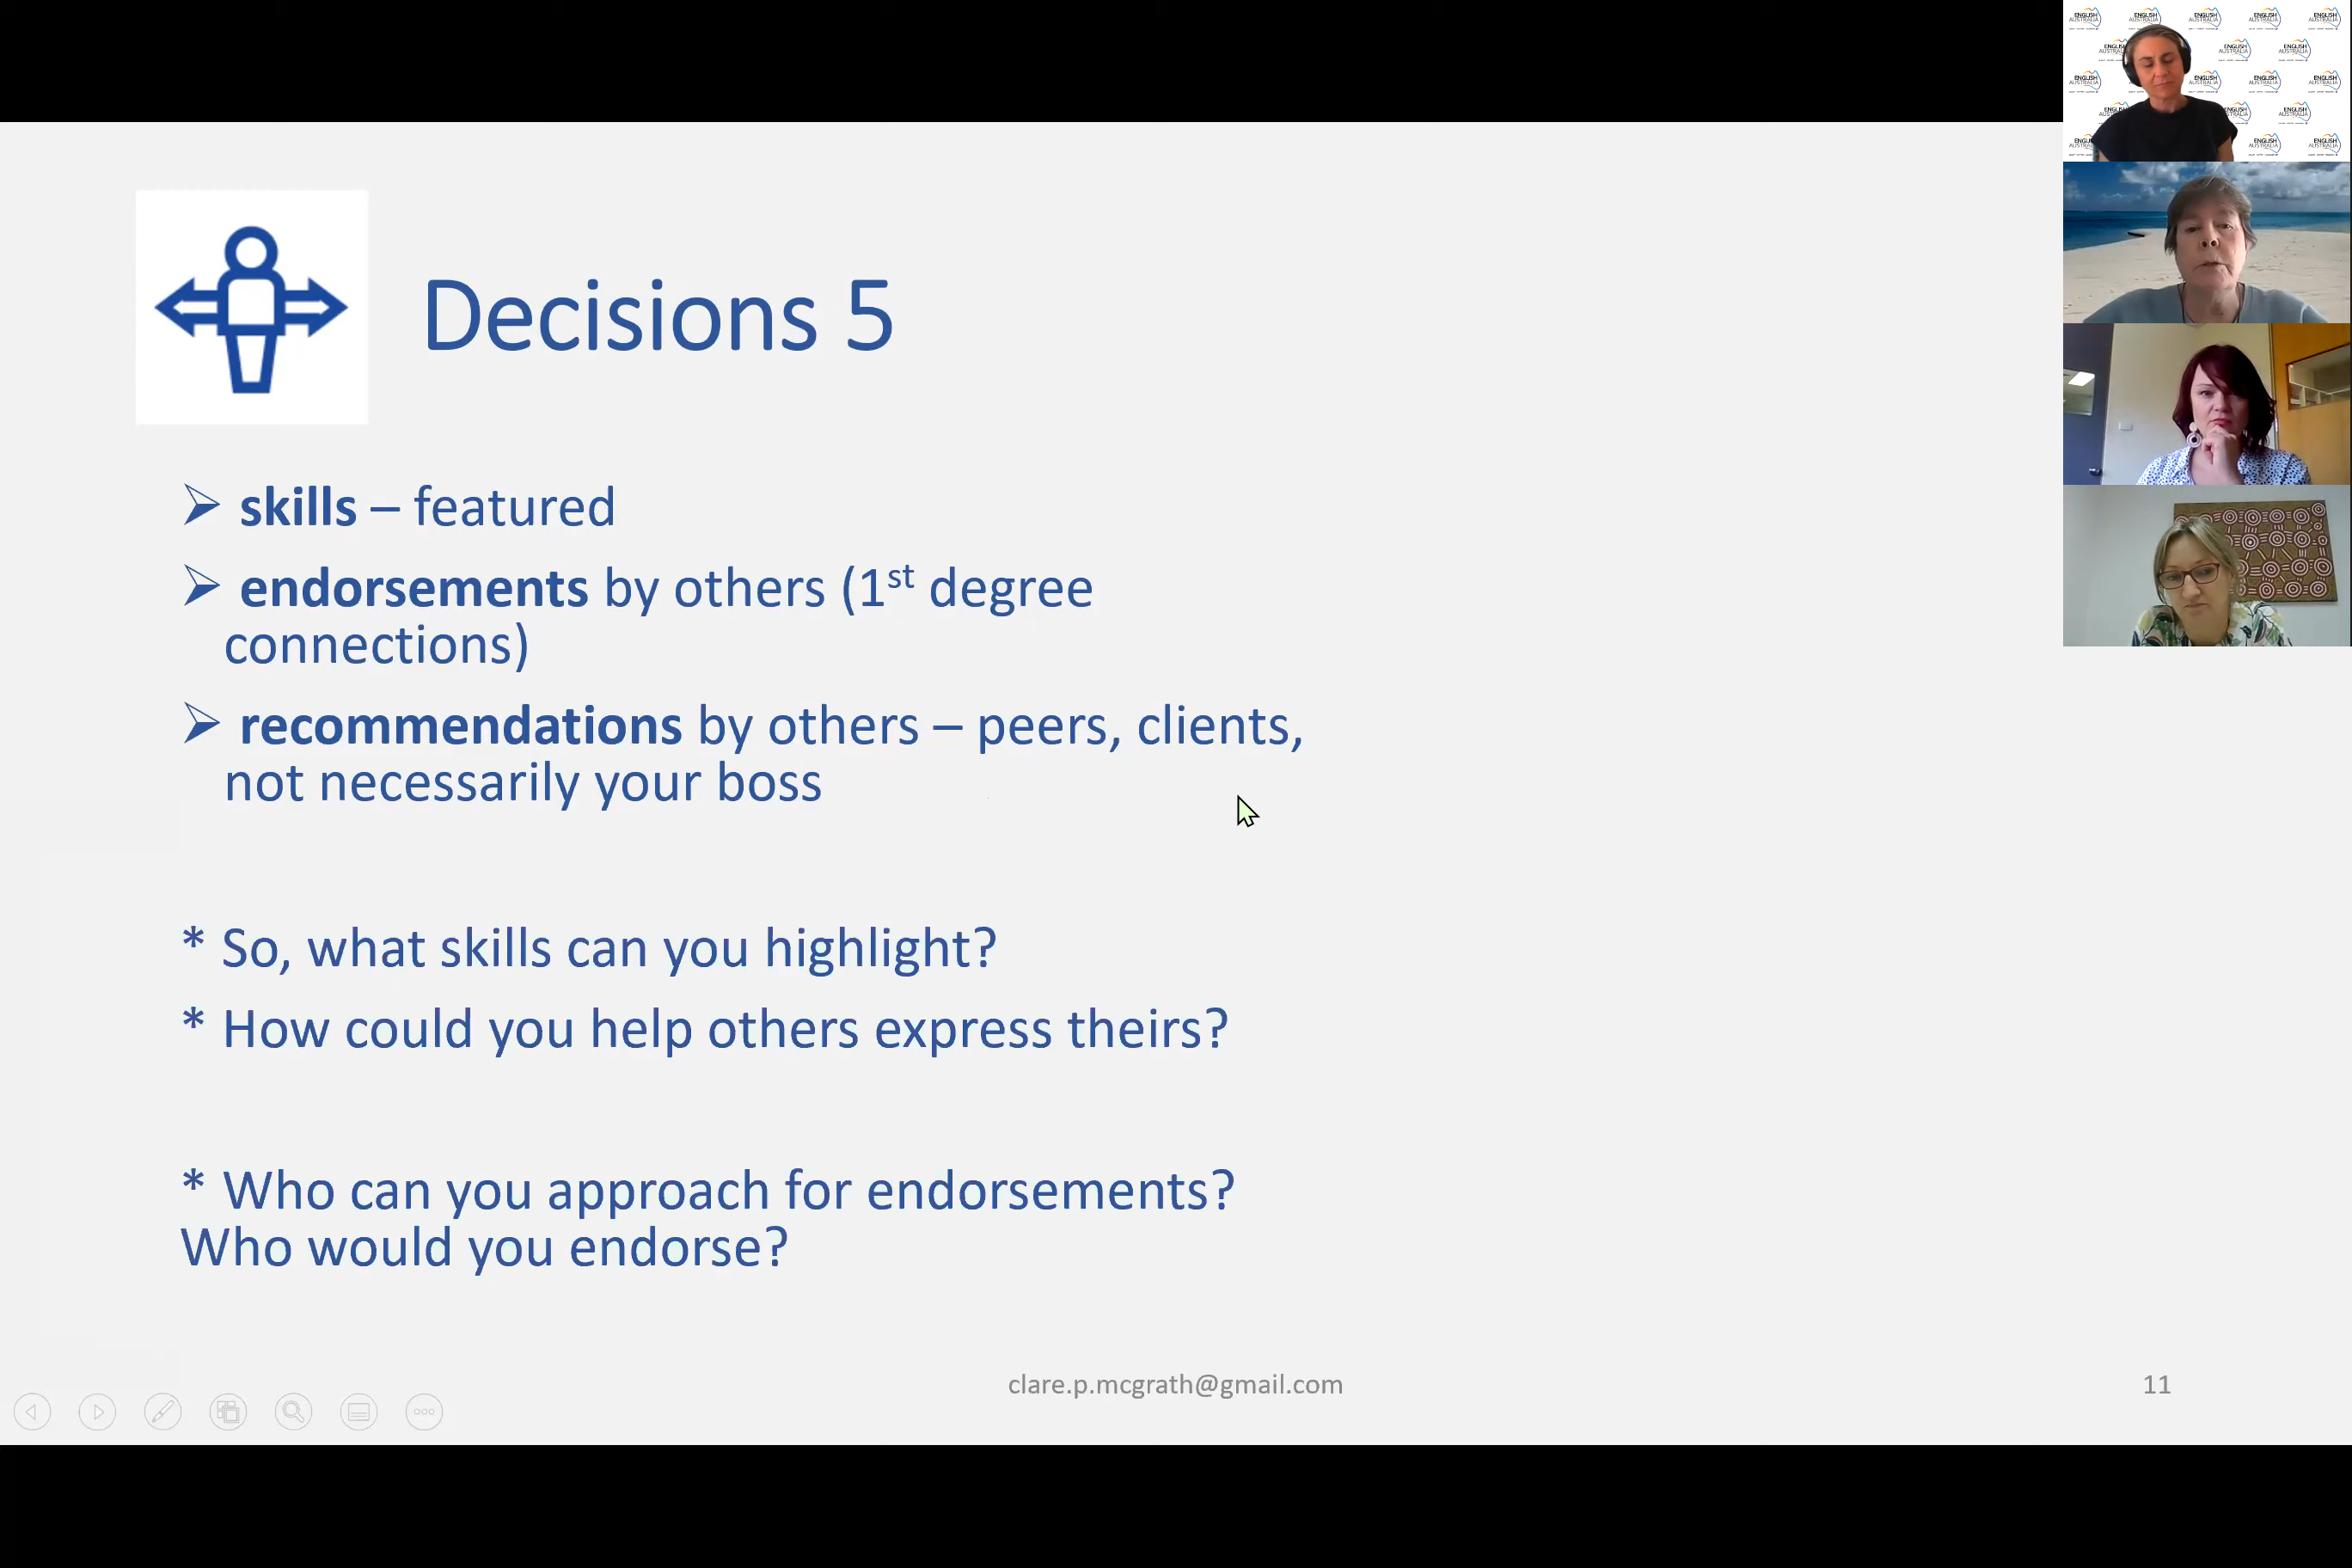 Decisions 5
➢ skills – featured
➢ endorsements by others (1st degree
connections)
➢ recommendations by others – peers, clients,
not necessarily your boss
* So, what skills can you highlight?
* How could you help others express theirs?
* Who can you approach for endorsements?
Who would you endorse?
clare.p.mcgrath@gmail.com
11
ENGLISH
AUSTRALIA